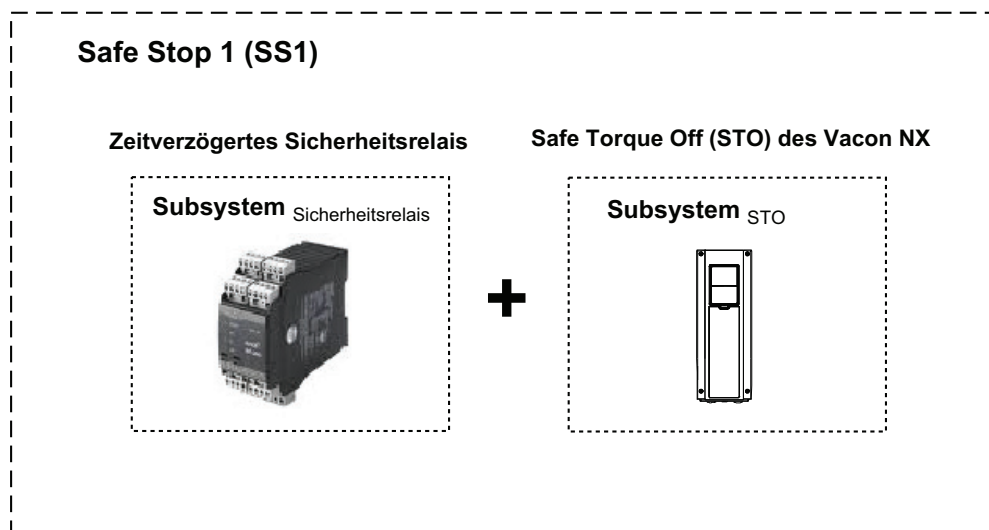 Safe Stop 1 (SS1)
Zeitverzögertes Sicherheitsrelais
Safe Torque Off (STO) des Vacon NX
Subsystem Sicherheitsrelais
Subsystem STO
+